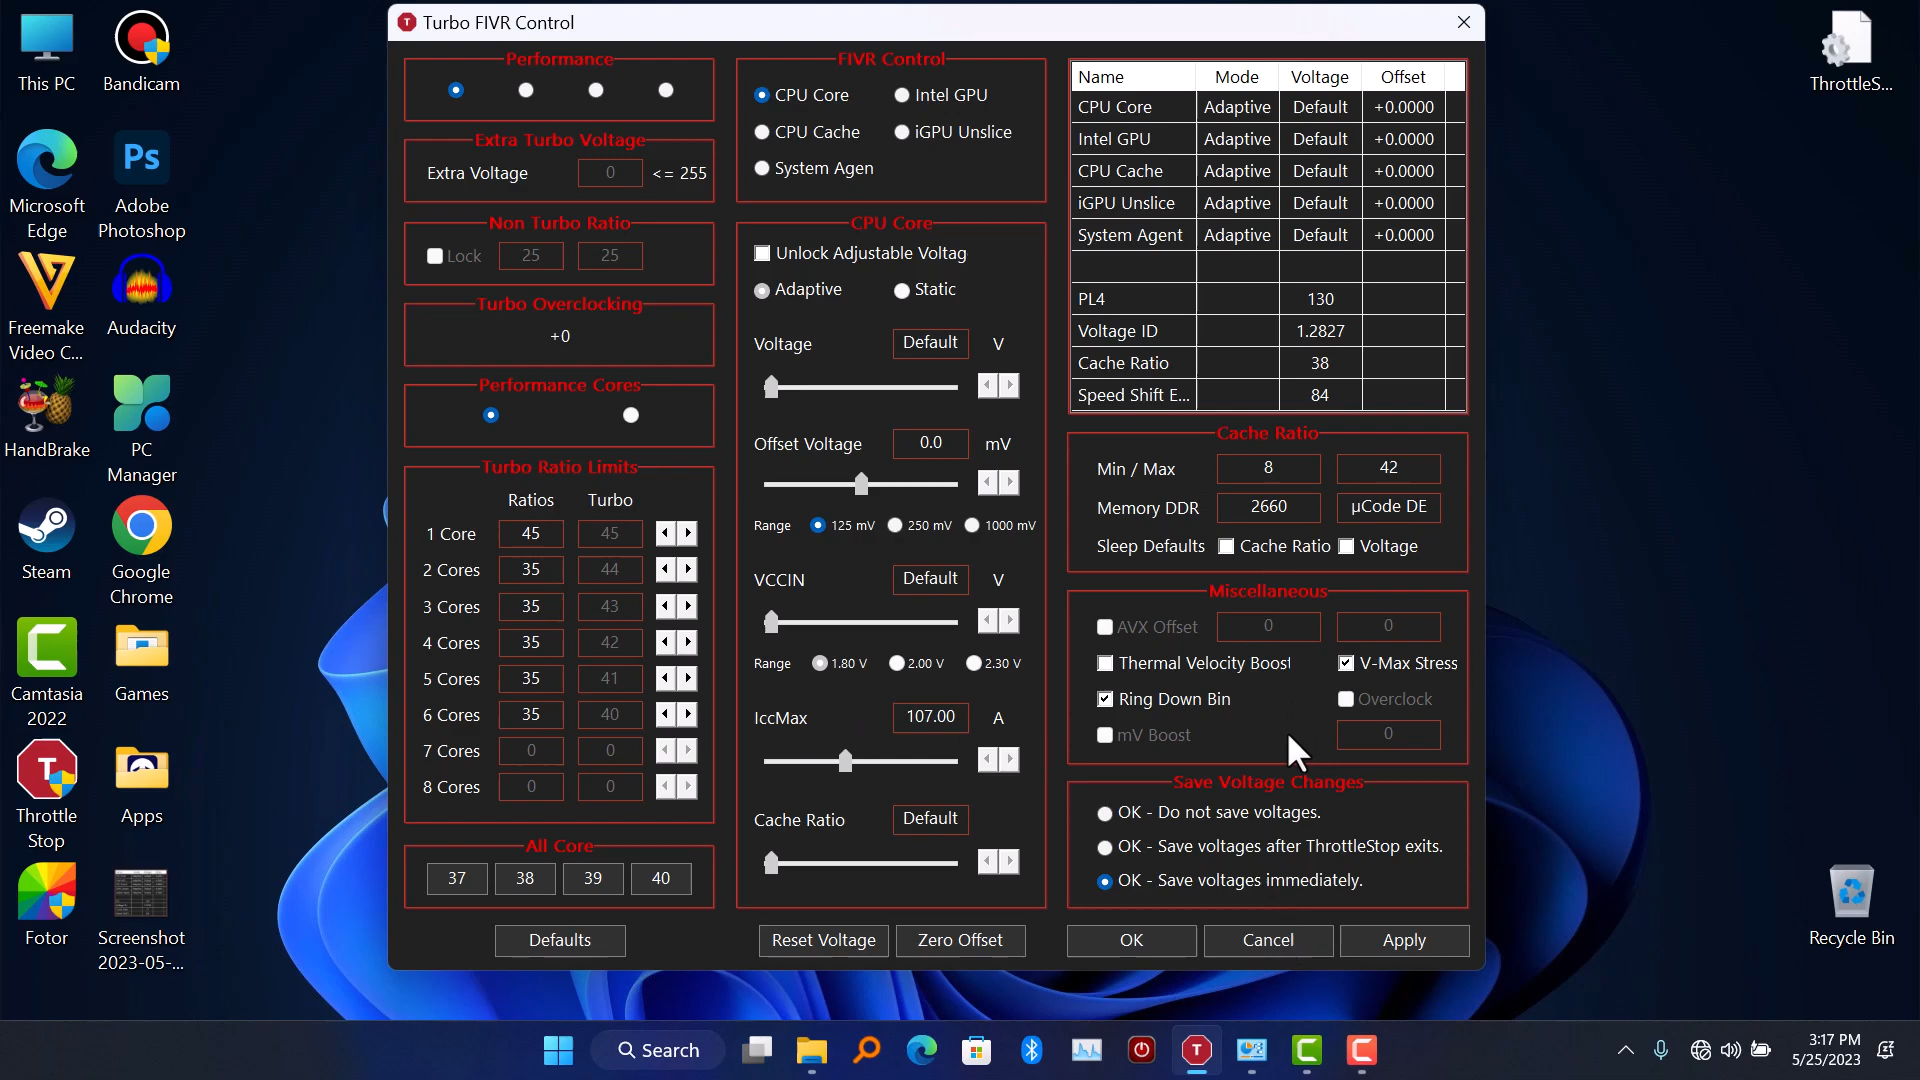 This PC
Bandicam
Microsoft
Edge
Ps
Adobe
Photoshop
Freemake
Video C...
Audacity
HandBrake
PC
Manager
Steam
Google
Chrome
Camtasia
2022
Games
T
Throttle
Stop
Apps
Fotor
Screenshot
2023-05-...
Turbo FIVR Control
Performance
Extra Turbo Voltage
Extra Voltage 0 <= 255
Non Turbo Ratio
Lock 25 25
Turbo Overclocking
+0
Performance Cores
Turbo Ratio Limits
Ratios Turbo
1 Core 45 45
2 Cores 35 44
3 Cores 35 43
4 Cores 35 42
5 Cores 35 41
6 Cores 35 40
7 Cores 0 0
8 Cores 0 0
All Core
37 38 39 40
Defaults
FIVR Control
CPU Core Intel GPU
CPU Cache iGPU Unslice
System Agen
CPU Core
Unlock Adjustable Voltag
Adaptive Static
Voltage Default V
Offset Voltage 0.0 mV
Range 125 mV 250 mV 1000 mV
VCCIN Default V
Range 1.80 V 2.00 V 2.30 V
IccMax 107.00 A
Cache Ratio Default
Reset Voltage Zero Offset
Name Mode Voltage Offset
CPU Core Adaptive Default +0.0000
Intel GPU Adaptive Default +0.0000
CPU Cache Adaptive Default +0.0000
iGPU Unslice Adaptive Default +0.0000
System Agent Adaptive Default +0.0000
PL4 130
Voltage ID 1.2827
Cache Ratio 38
Speed Shift E... 84
Cache Ratio
Min / Max 8 42
Memory DDR 2660 µCode DE
Sleep Defaults Cache Ratio Voltage
Miscellaneous
AVX Offset 0 0
Thermal Velocity Boost V-Max Stress
Ring Down Bin Overclock
mV Boost 0
Save Voltage Changes
OK - Do not save voltages.
OK - Save voltages after ThrottleStop exits.
OK - Save voltages immediately.
OK Cancel Apply
ThrottleS...
Recycle Bin
Search
3:17 PM
5/25/2023